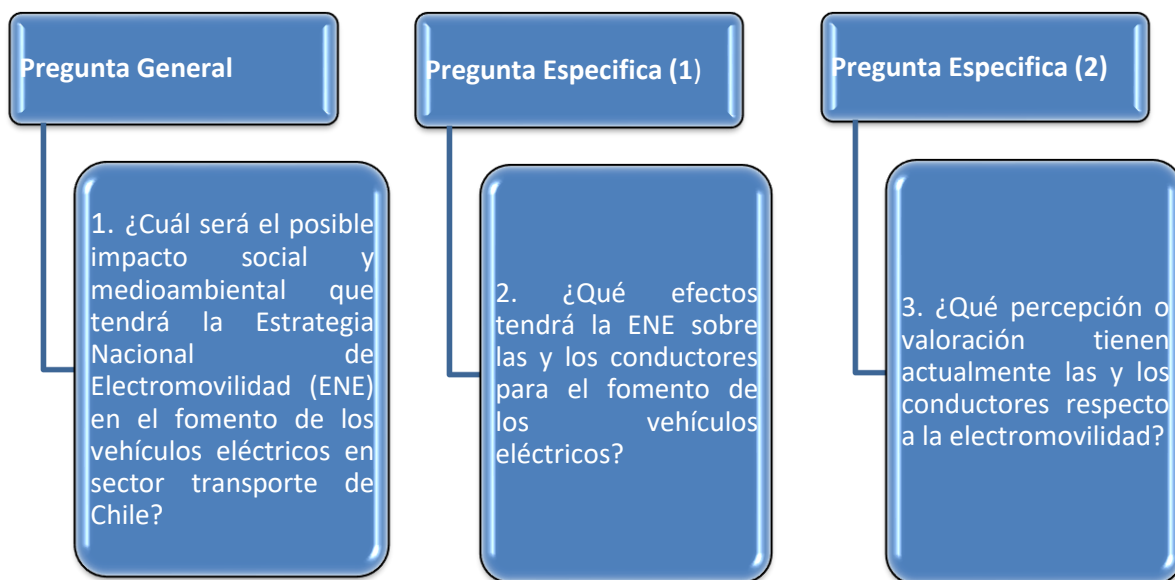 Pregunta General
1. ¿Cuál será el posible
impacto social y
medioambiental que
tendrá la Estrategia
Nacional de
Electromovilidad (ENE)
en el fomento de los
vehículos eléctricos en
sector transporte de
Chile?
Pregunta Especifica (1)
2. ¿Qué efectos
tendrá la ENE sobre
las y los conductores
para el fomento de
los vehículos
eléctricos?
Pregunta Especifica (2)
3. ¿Qué percepción o
valoración tienen
actualmente las y los
conductores respecto
a la electromovilidad?